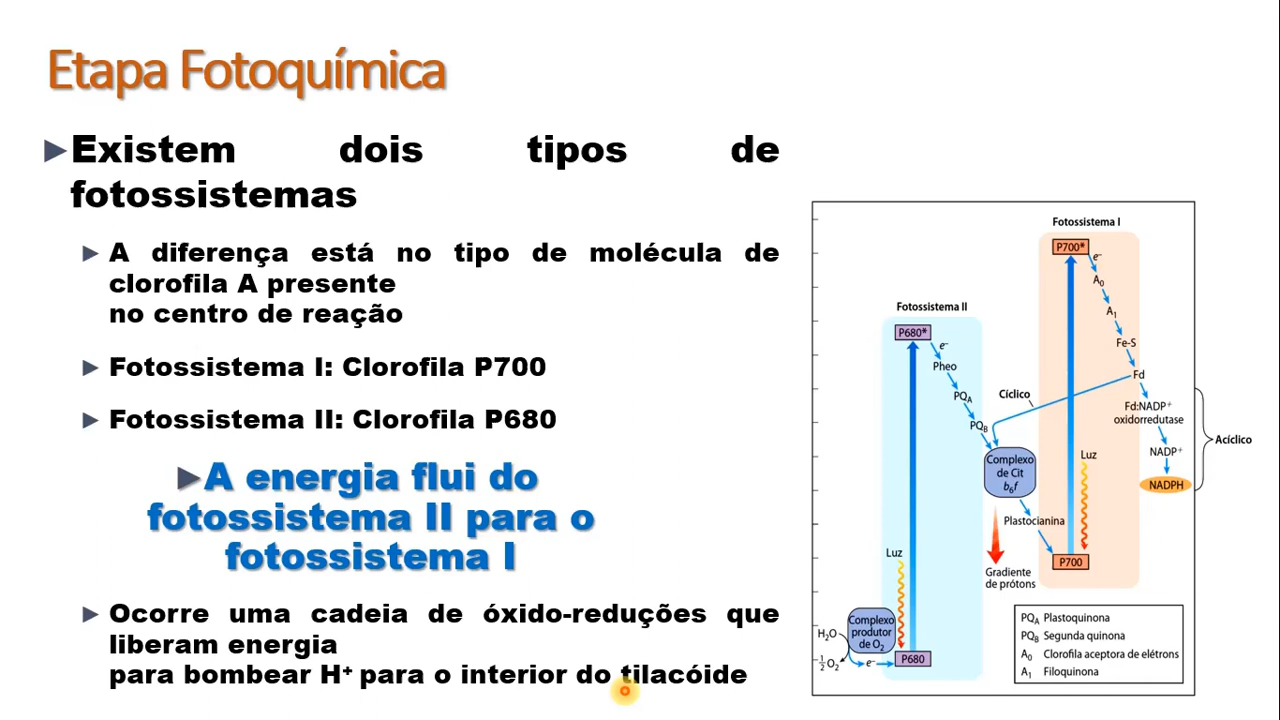 Etapa Fotoquímica
►Existem dois tipos de
fotossistemas
► A diferença está no tipo de molécula de
clorofila A presente
no centro de reação
► Fotossistema I: Clorofila P700
► Fotossistema II: Clorofila P680
►A energia flui do
fotossistema II para o
fotossistema I
► Ocorre uma cadeia de óxido-reduções que
liberam energia
para bombear H⁺ para o interior do tilacóide
Fotossistema I
P700*
e⁻
A₀
A₁
Fe-S
Fd
Fotossistema II
P680*
e⁻
Pheo
PQ_A
PQ_B
Cíclico
Fd:NADP⁺
oxidorredutase
NADP⁺
NADPH
Acíclico
Complexo
de Cit
b₆f
Luz
Plastocianina
P700
Gradiente
de prótons
Luz
Complexo
produtor
de O₂
H₂O
½O₂
e⁻
P680
PQ_A Plastoquinona
PQ_B Segunda quinona
A₀ Clorofila aceptora de elétrons
A₁ Filoquinona